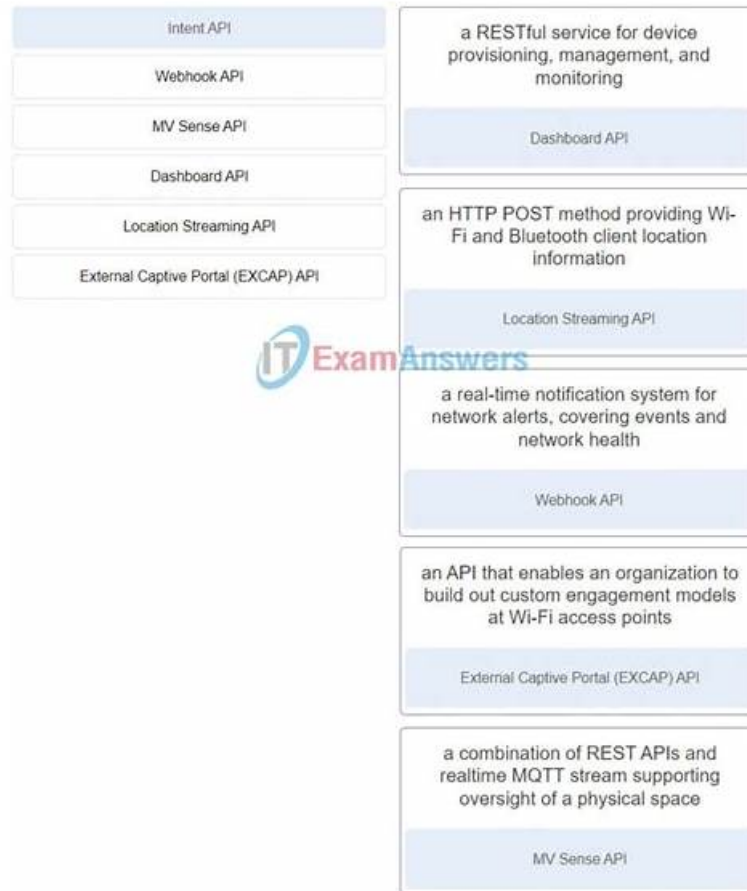 Intent API
Webhook API
MV Sense API
Dashboard API
Location Streaming API
External Captive Portal (EXCAP) API
a RESTful service for device
provisioning, management, and
monitoring
Dashboard API
an HTTP POST method providing Wi-
Fi and Bluetooth client location
information
Location Streaming API
ITExamAnswers
a real-time notification system for
network alerts, covering events and
network health
Webhook API
an API that enables an organization to
build out custom engagement models
at Wi-Fi access points
External Captive Portal (EXCAP) API
a combination of REST APIs and
realtime MQTT stream supporting
oversight of a physical space
MV Sense API